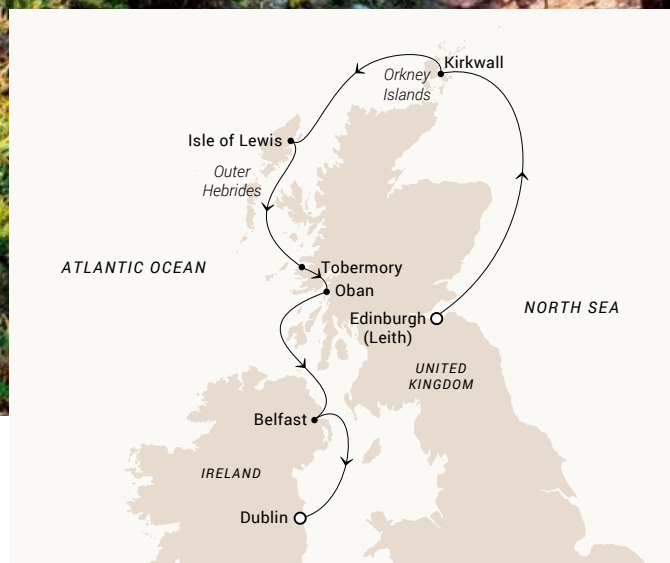 Kirkwall
Orkney
Islands
Isle of Lewis
Outer
Hebrides
ATLANTIC OCEAN
Tobermory
Oban
NORTH SEA
Edinburgh
(Leith)
UNITED
KINGDOM
Belfast
IRELAND
Dublin